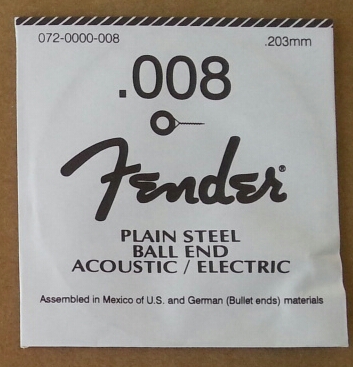 072-0000-008 .203mm
.008
Fender®
PLAIN STEEL
BALL END
ACOUSTIC / ELECTRIC
Assembled in Mexico of U.S. and German (Bullet ends) materials